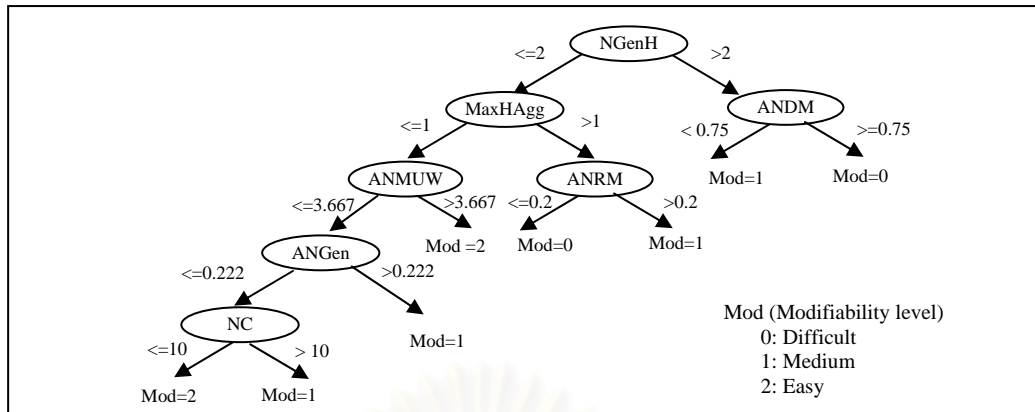 NGenH
<=2
>2
MaxHAgg
ANDM
<=1
>1
< 0.75
>=0.75
ANMUW
ANRM
Mod=1
Mod=0
<=3.667
>3.667
<=0.2
>0.2
ANGen
Mod =2
Mod=0
Mod=1
<=0.222
>0.222
NC
Mod=1
<=10
> 10
Mod=2
Mod=1
Mod (Modifiability level)
0: Difficult
1: Medium
2: Easy